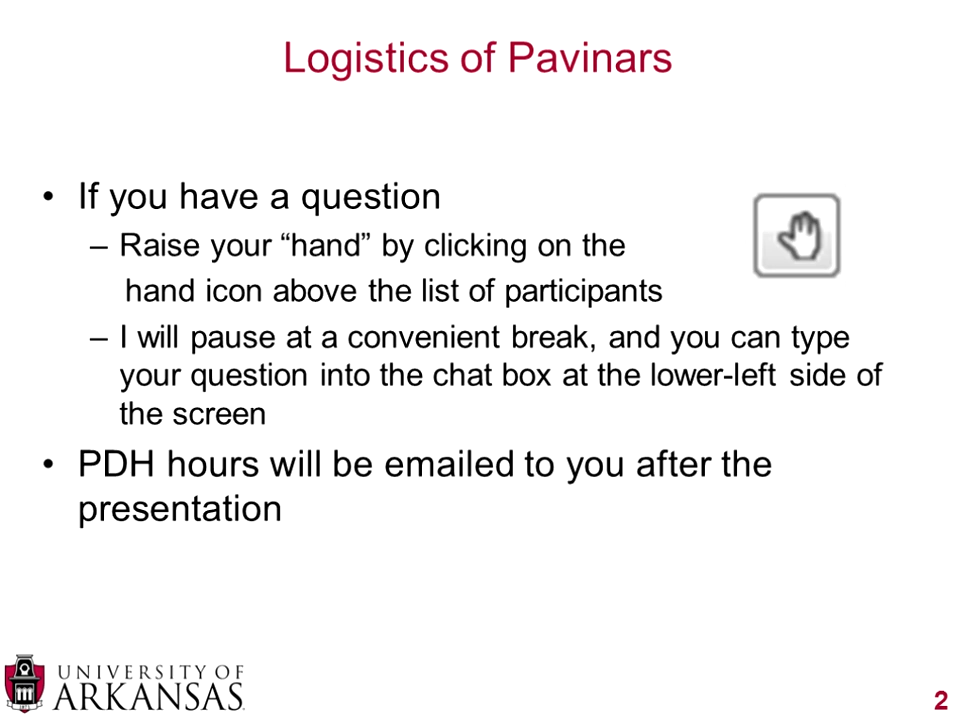 Logistics of Pavinars
• If you have a question
– Raise your “hand” by clicking on the
hand icon above the list of participants
– I will pause at a convenient break, and you can type
your question into the chat box at the lower-left side of
the screen
• PDH hours will be emailed to you after the
presentation
UNIVERSITY OF
ARKANSAS
2